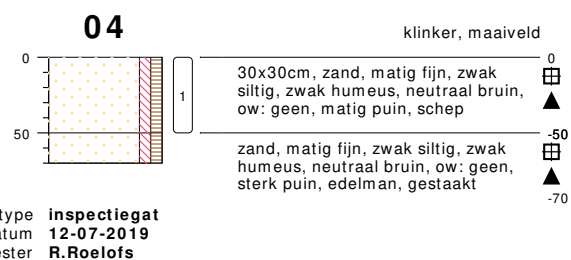 04
klinker, maaiveld
0
0
30x30cm, zand, matig fijn, zwak
siltig, zwak humeus, neutraal bruin,
ow: geen, matig puin, schep
1
50
-50
zand, matig fijn, zwak siltig, zwak
humeus, neutraal bruin, ow: geen,
sterk puin, edelman, gestaakt
-70
type inspectiegat
atum 12-07-2019
ester R.Roelofs